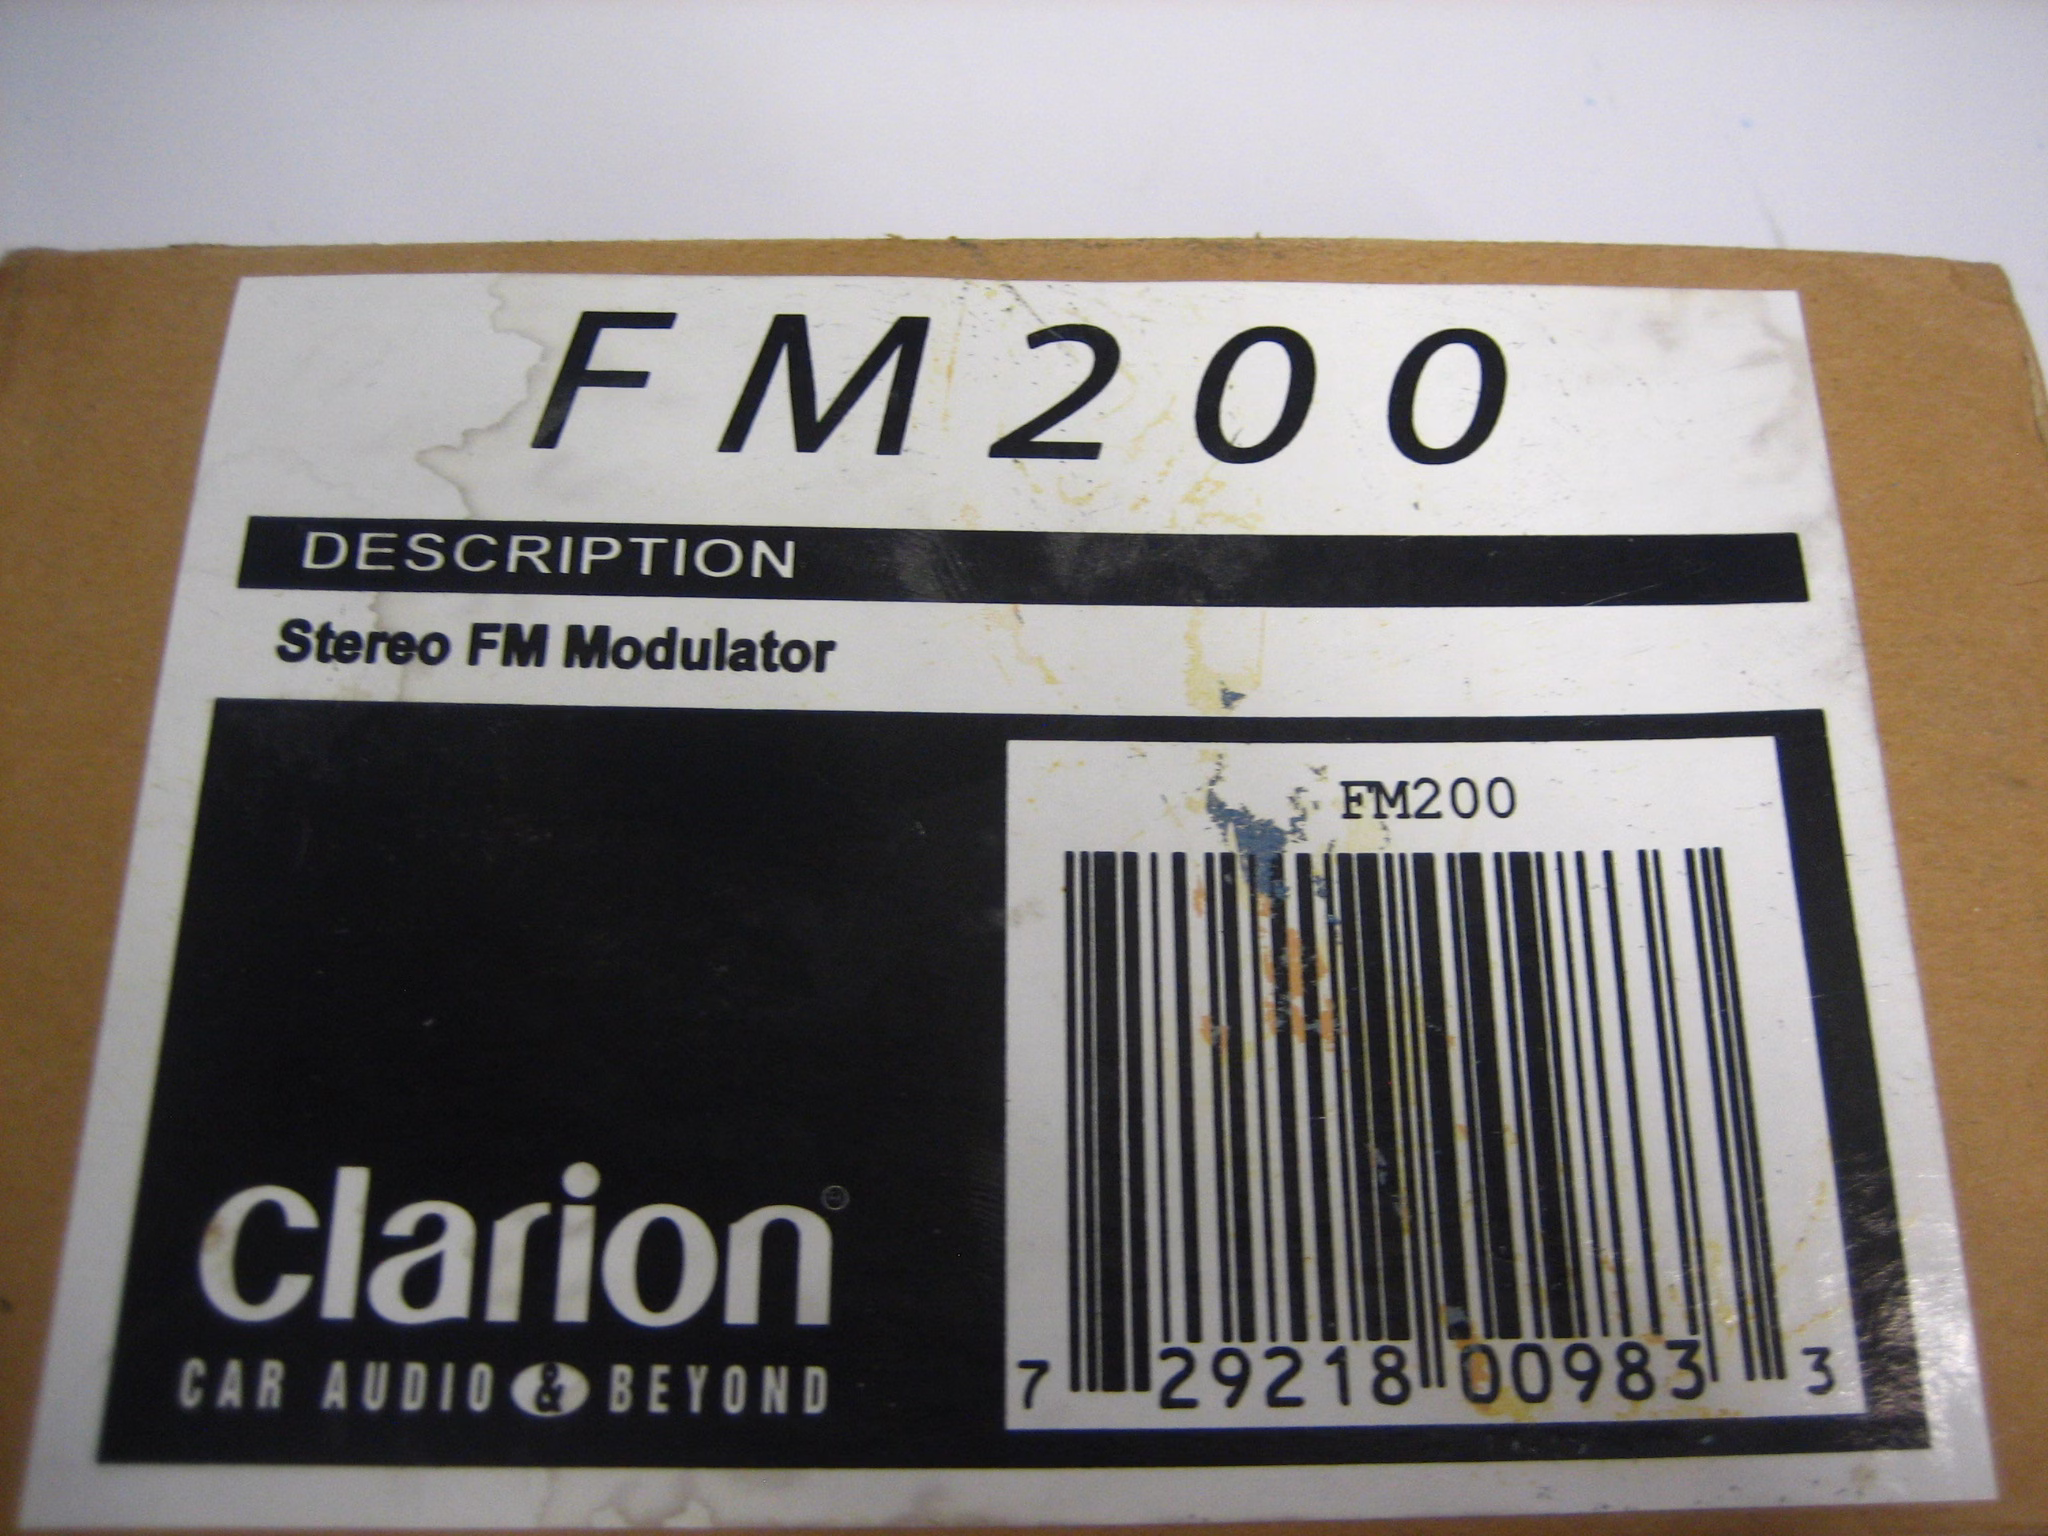 FM200
DESCRIPTION
Stereo FM Modulator
FM200
clarion®
CAR AUDIO & BEYOND
7 29218 00983 3